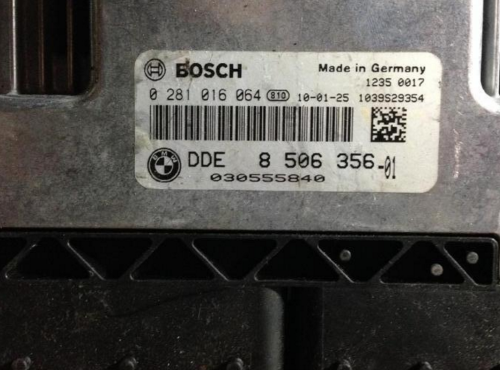 BOSCH Made in Germany
1235 0017
0 281 016 064 810 10-01-25 1039S29354
BMW DDE 8 506 356-01
030555840